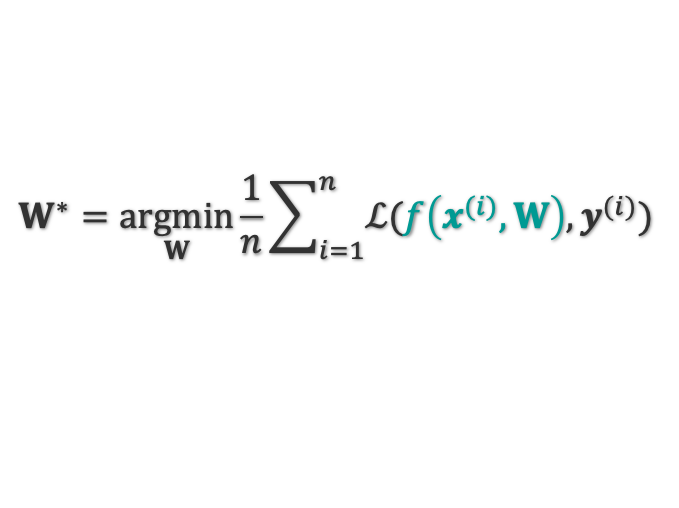 W* = argmin_W 1/n ∑_{i=1}^{n} ℒ(f(x^(i), W), y^(i))